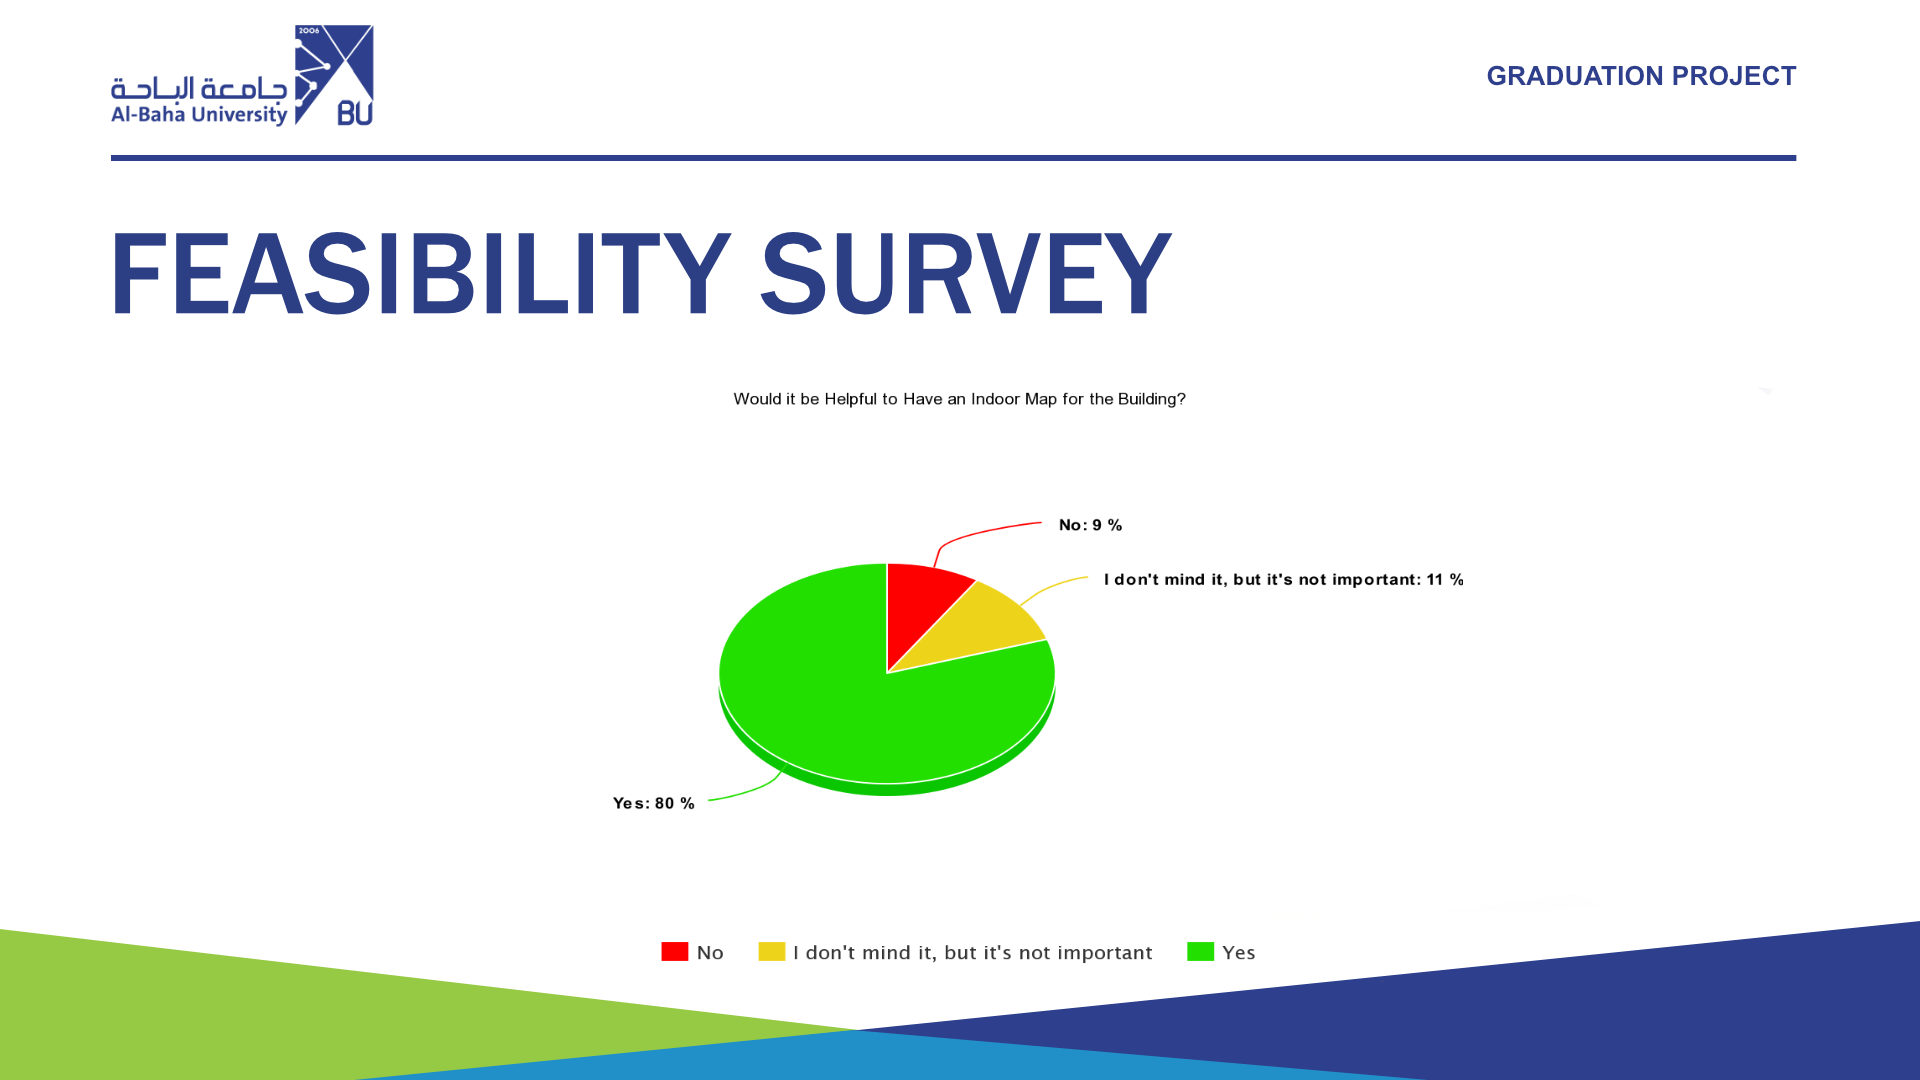 2006
جامعة الباحة
Al-Baha University
BU
GRADUATION PROJECT
FEASIBILITY SURVEY
Would it be Helpful to Have an Indoor Map for the Building?
No: 9 %
I don't mind it, but it's not important: 11 %
Yes: 80 %
No
I don't mind it, but it's not important
Yes